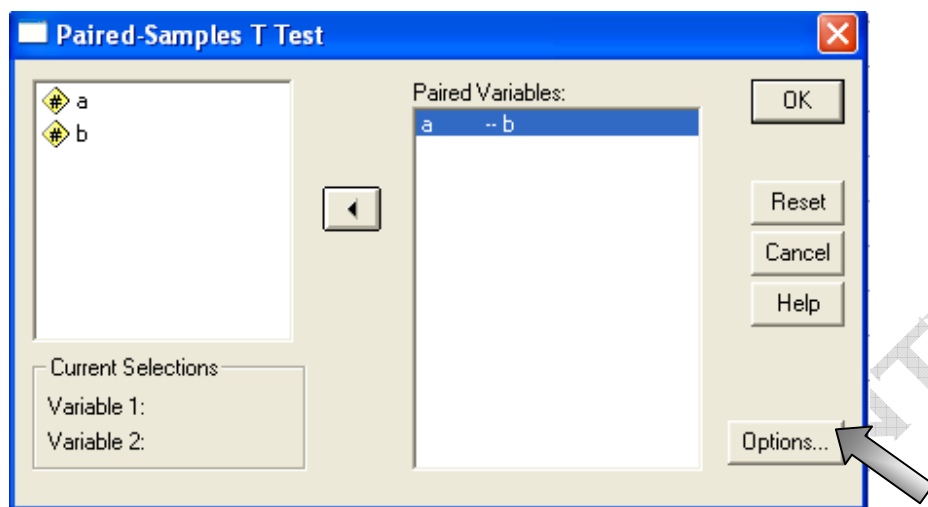 Paired-Samples T Test
a
b
Paired Variables:
a -- b
OK
Reset
Cancel
Help
Current Selections
Variable 1:
Variable 2:
Options...